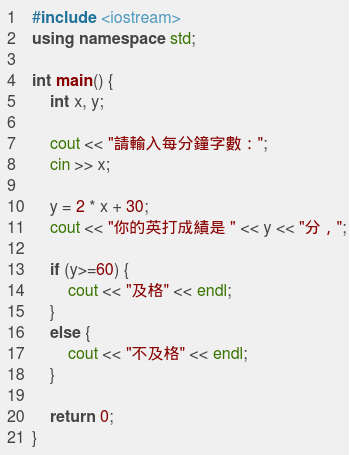 1 #include <iostream>
2 using namespace std;
3
4 int main() {
5     int x, y;
6
7     cout << "請輸入每分鐘字數：";
8     cin >> x;
9
10     y = 2 * x + 30;
11     cout << "你的英打成績是 " << y << "分，";
12
13     if (y>=60) {
14         cout << "及格" << endl;
15     }
16     else {
17         cout << "不及格" << endl;
18     }
19
20     return 0;
21 }